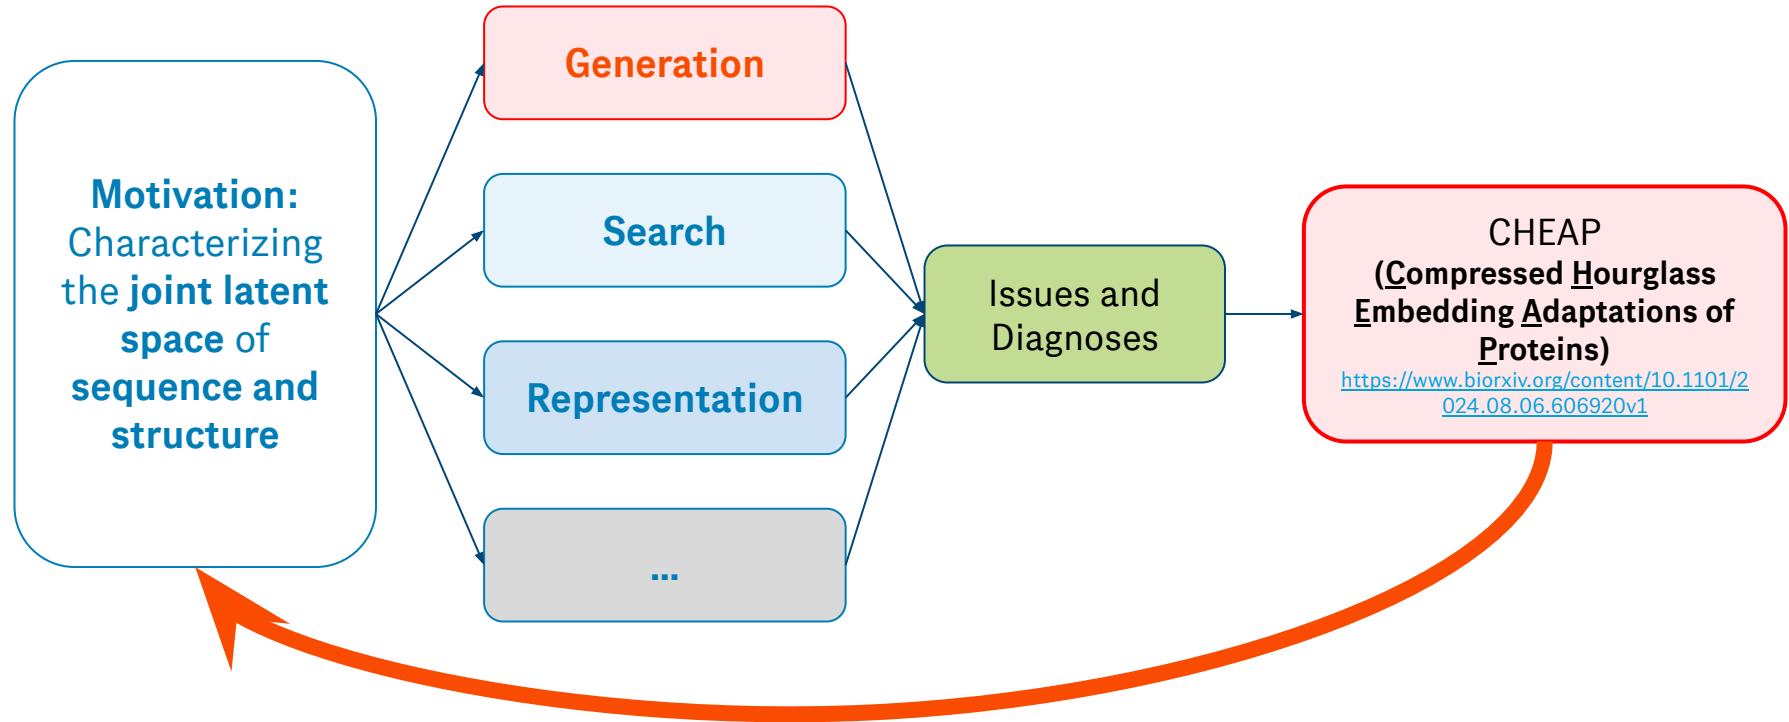 Motivation:
Characterizing
the joint latent
space of
sequence and
structure
Generation
Search
Representation
...
Issues and
Diagnoses
CHEAP
(Compressed Hourglass
Embedding Adaptations of
Proteins)
https://www.biorxiv.org/content/10.1101/2
024.08.06.606920v1